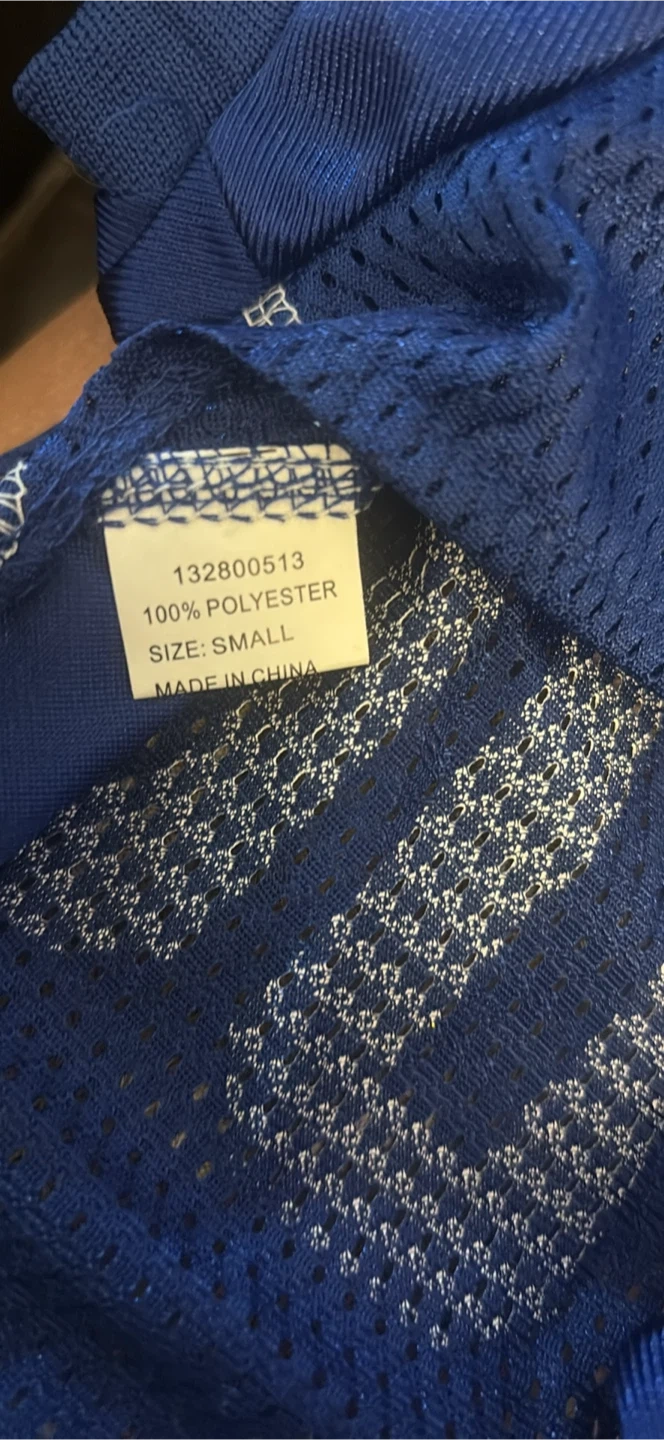 132800513
100% POLYESTER
SIZE: SMALL
MADE IN CHINA